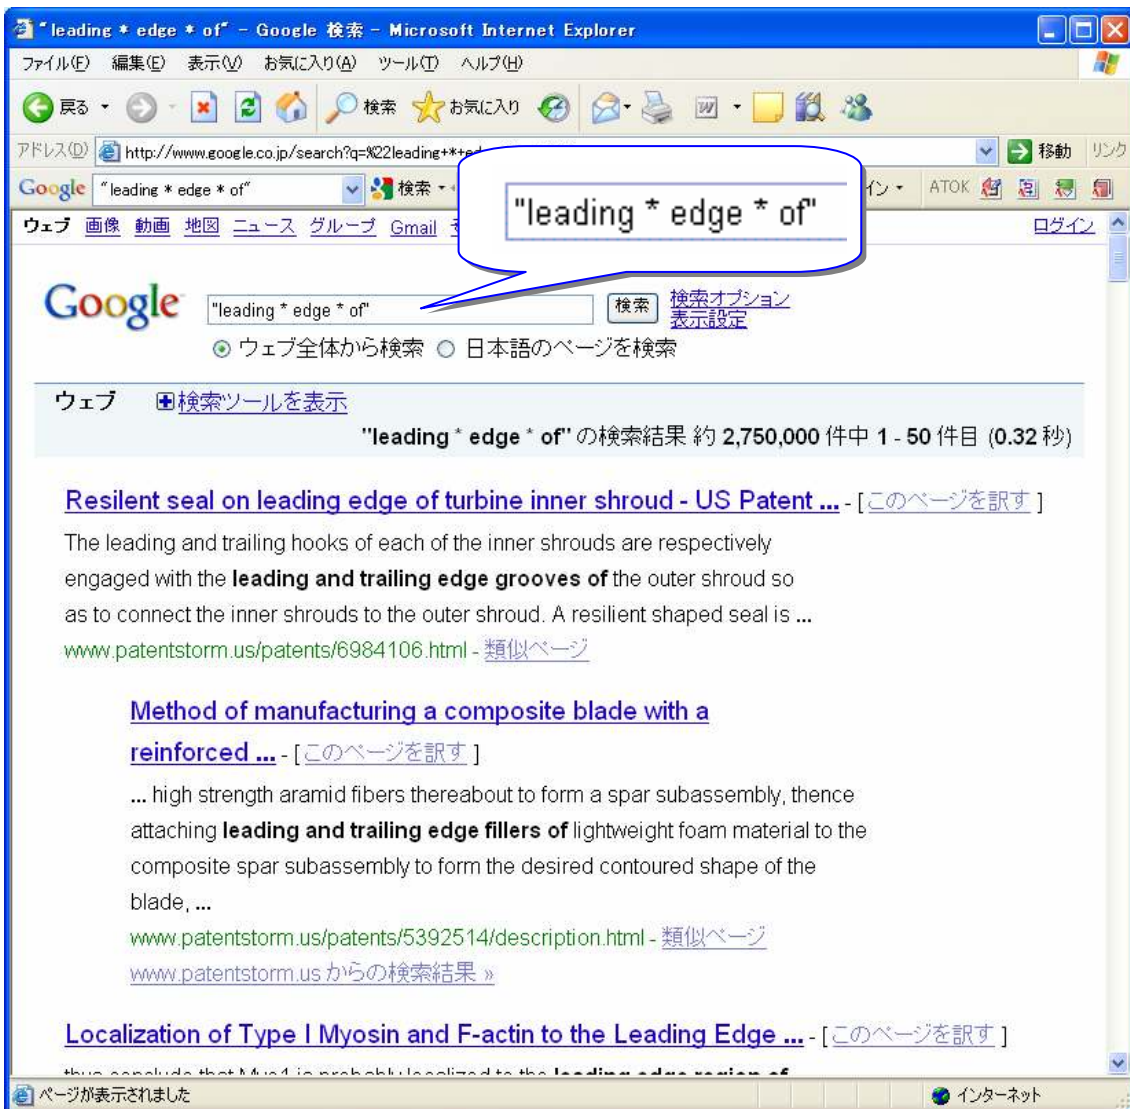 "leading * edge * of" - Google 検索 - Microsoft Internet Explorer
ファイル(F) 編集(E) 表示(V) お気に入り(A) ツール(T) ヘルプ(H)
戻る 検索 お気に入り
アドレス(D) http://www.google.co.jp/search?q=%22leading+*+ed 移動 リンク
Google "leading * edge * of" 検索 イン ATOK
"leading * edge * of"
ウェブ 画像 動画 地図 ニュース グループ Gmail ログイン
Google "leading * edge * of" 検索 検索オプション
表示設定
ウェブ全体から検索 日本語のページを検索
ウェブ 検索ツールを表示
"leading * edge * of" の検索結果 約 2,750,000 件中 1 - 50 件目 (0.32 秒)
Resilent seal on leading edge of turbine inner shroud - US Patent ... - [ このページを訳す ]
The leading and trailing hooks of each of the inner shrouds are respectively
engaged with the leading and trailing edge grooves of the outer shroud so
as to connect the inner shrouds to the outer shroud. A resilient shaped seal is ...
www.patentstorm.us/patents/6984106.html - 類似ページ
Method of manufacturing a composite blade with a
reinforced ... - [ このページを訳す ]
... high strength aramid fibers thereabout to form a spar subassembly, thence
attaching leading and trailing edge fillers of lightweight foam material to the
composite spar subassembly to form the desired contoured shape of the
blade, ...
www.patentstorm.us/patents/5392514/description.html - 類似ページ
www.patentstorm.us からの検索結果 »
Localization of Type I Myosin and F-actin to the Leading Edge ... - [ このページを訳す ]
thus conclude that Myo1 is probably localized to the leading edge region of
ページが表示されました インターネット